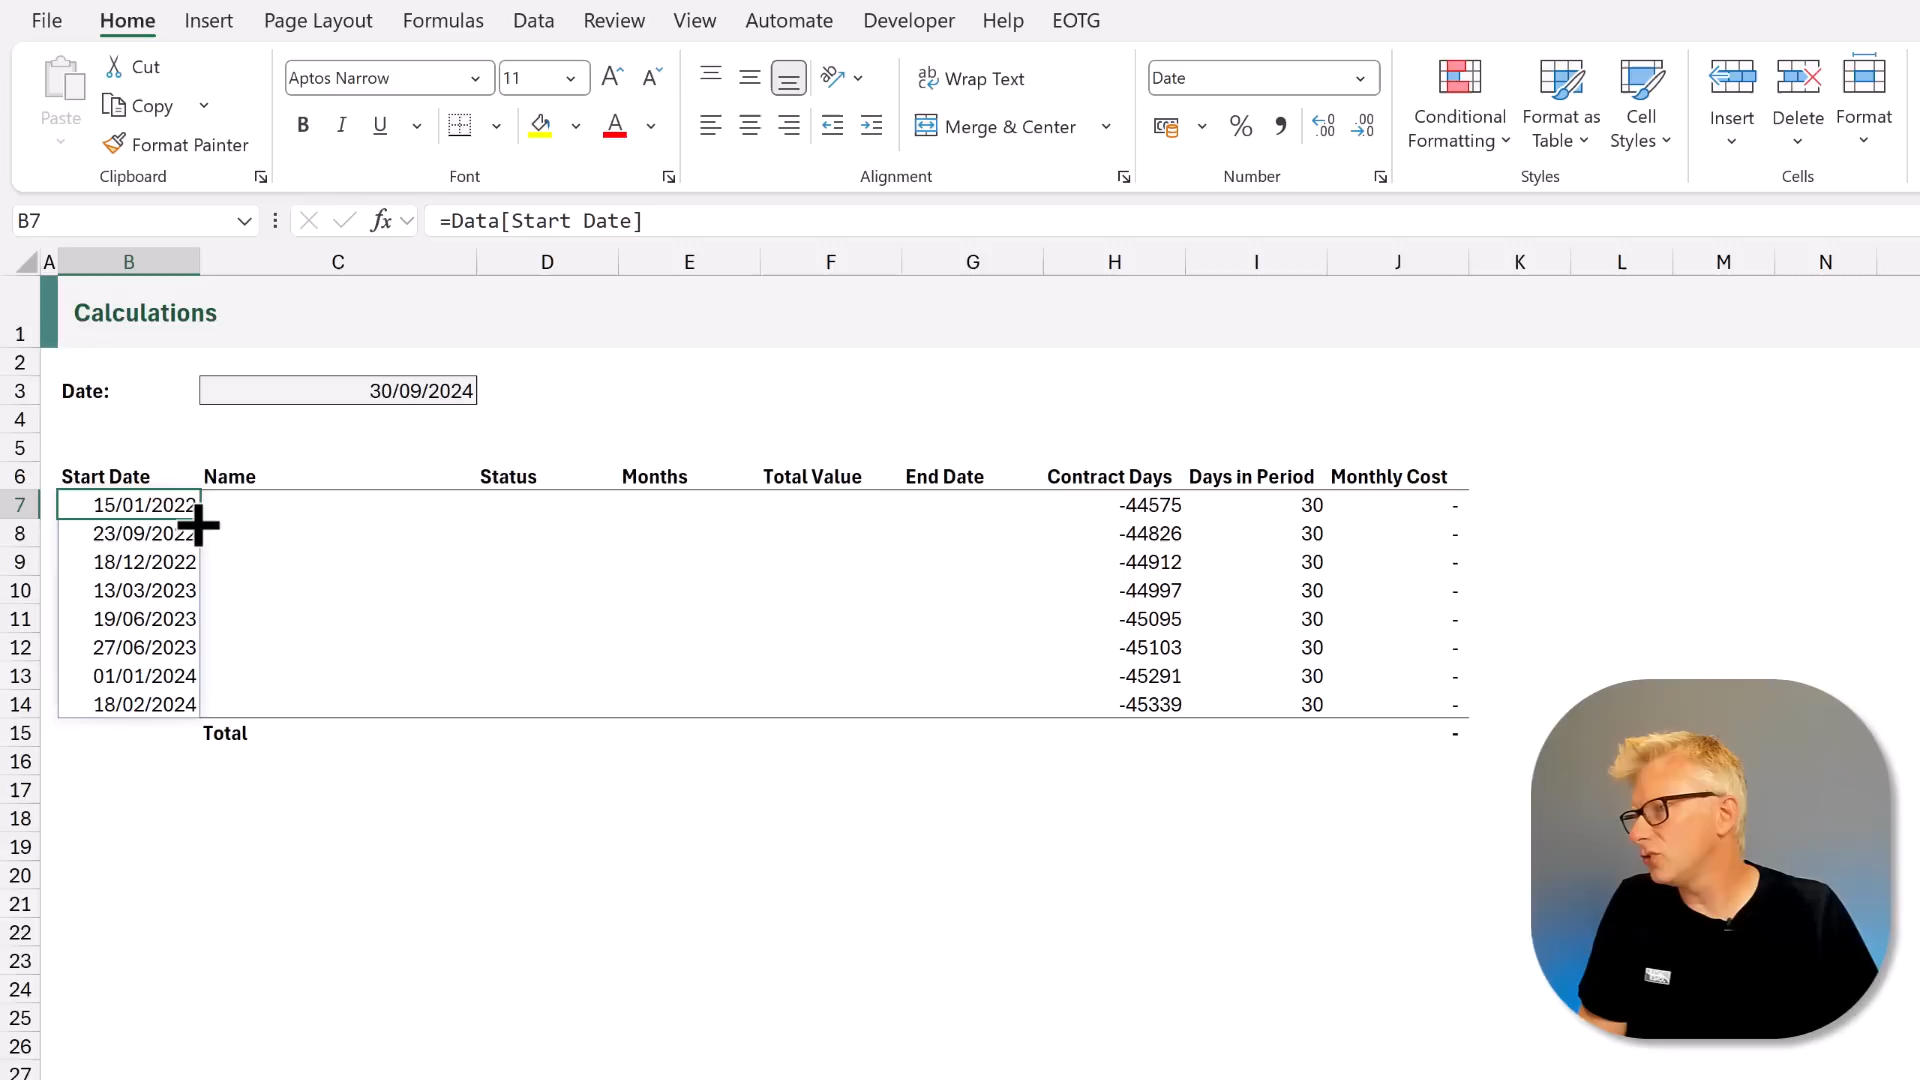 File Home Insert Page Layout Formulas Data Review View Automate Developer Help EOTG
Paste
Cut
Copy
Format Painter
Clipboard
Aptos Narrow 11
B I U
Font
Wrap Text
Merge & Center
Alignment
Date
Number
Conditional Formatting
Format as Table
Cell Styles
Styles
Insert Delete Format
Cells
B7 fx =Data[Start Date]
A B C D E F G H I J K L M N
1 Calculations
2
3 Date: 30/09/2024
4
5
6 Start Date Name Status Months Total Value End Date Contract Days Days in Period Monthly Cost
7 15/01/2022 -44575 30 -
8 23/09/2022 -44826 30 -
9 18/12/2022 -44912 30 -
10 13/03/2023 -44997 30 -
11 19/06/2023 -45095 30 -
12 27/06/2023 -45103 30 -
13 01/01/2024 -45291 30 -
14 18/02/2024 -45339 30 -
15 Total -
16
17
18
19
20
21
22
23
24
25
26
27